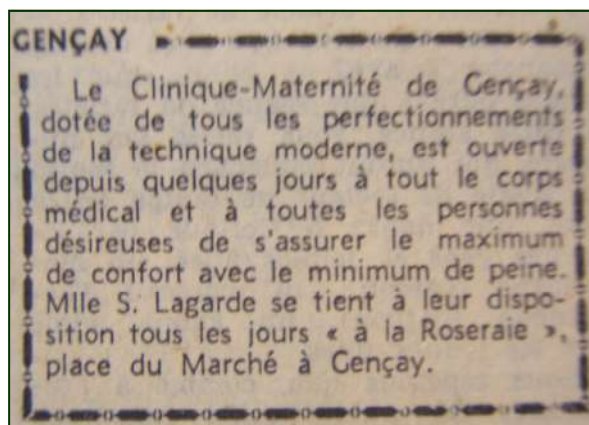 GENÇAY
Le Clinique-Maternité de Gençay,
dotée de tous les perfectionnements
de la technique moderne, est ouverte
depuis quelques jours à tout le corps
médical et à toutes les personnes
désireuses de s'assurer le maximum
de confort avec le minimum de peine.
Mlle S. Lagarde se tient à leur dispo-
sition tous les jours « à la Roseraie »,
place du Marché à Gençay.